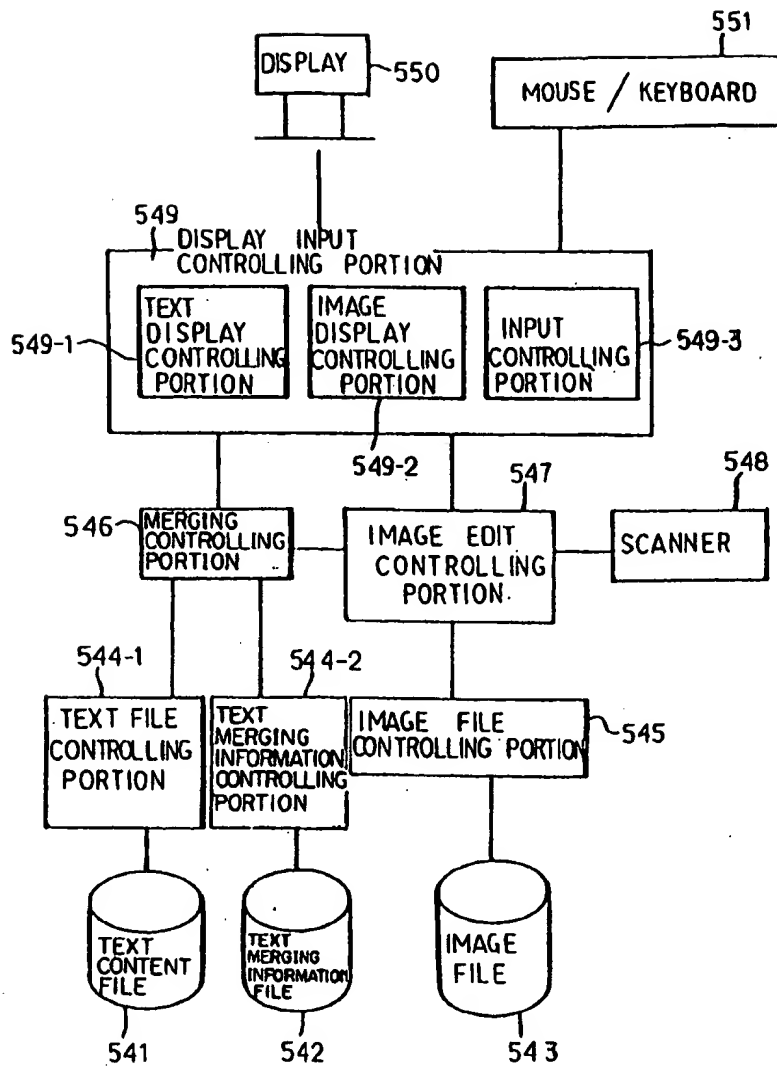 551
DISPLAY
550
MOUSE / KEYBOARD
549
DISPLAY INPUT
CONTROLLING PORTION
TEXT
DISPLAY
CONTROLLING
PORTION
IMAGE
DISPLAY
CONTROLLING
PORTION
INPUT
CONTROLLING
PORTION
549-1
549-3
549-2
547
548
546
MERGING
CONTROLLING
PORTION
IMAGE EDIT
CONTROLLING
PORTION.
SCANNER
544-1
544-2
TEXT FILE
CONTROLLING
PORTION
TEXT
MERGING
INFORMATION
CONTROLLING
PORTION
IMAGE FILE
CONTROLLING PORTION
545
TEXT
CONTENT
FILE
TEXT
MERGING
INFORMATION
FILE
IMAGE
FILE
541
542
543